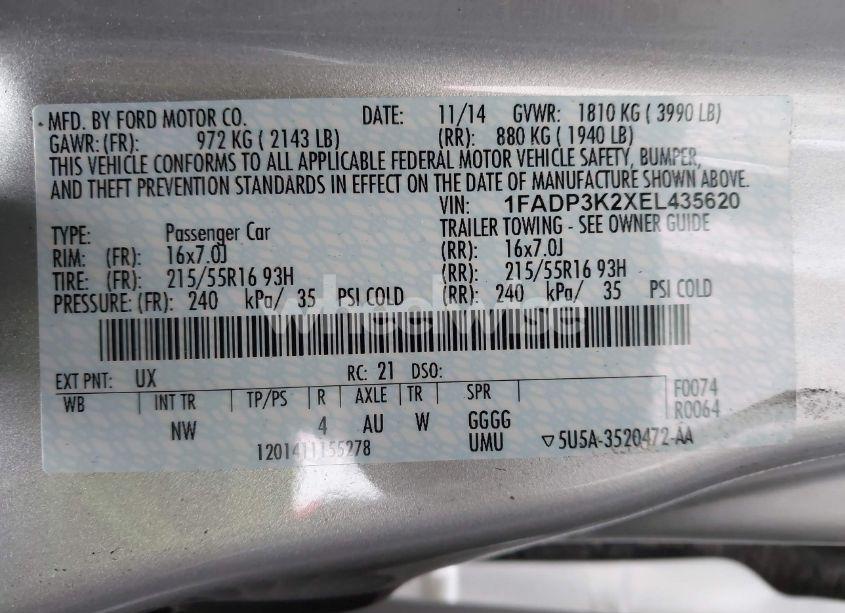 MFD. BY FORD MOTOR CO. DATE: 11/14 GVWR: 1810 KG ( 3990 LB)
GAWR: (FR): 972 KG ( 2143 LB) (RR): 880 KG ( 1940 LB)
THIS VEHICLE CONFORMS TO ALL APPLICABLE FEDERAL MOTOR VEHICLE SAFETY, BUMPER,
AND THEFT PREVENTION STANDARDS IN EFFECT ON THE DATE OF MANUFACTURE SHOWN ABOVE.
VIN: 1FADP3K2XEL435620
TYPE: Passenger Car TRAILER TOWING - SEE OWNER GUIDE
RIM: (FR): 16x7.0J (RR): 16x7.0J
TIRE: (FR): 215/55R16 93H (RR): 215/55R16 93H
PRESSURE: (FR): 240 kPa/ 35 PSI COLD (RR): 240 kPa/ 35 PSI COLD
wheelwise
EXT PNT: UX RC: 21 DSO:
WB INT TR TP/PS R AXLE TR SPR F0074
NW 4 AU W GGGG R0064
1201411155278 UMU ▽5U5A-3520472-AA